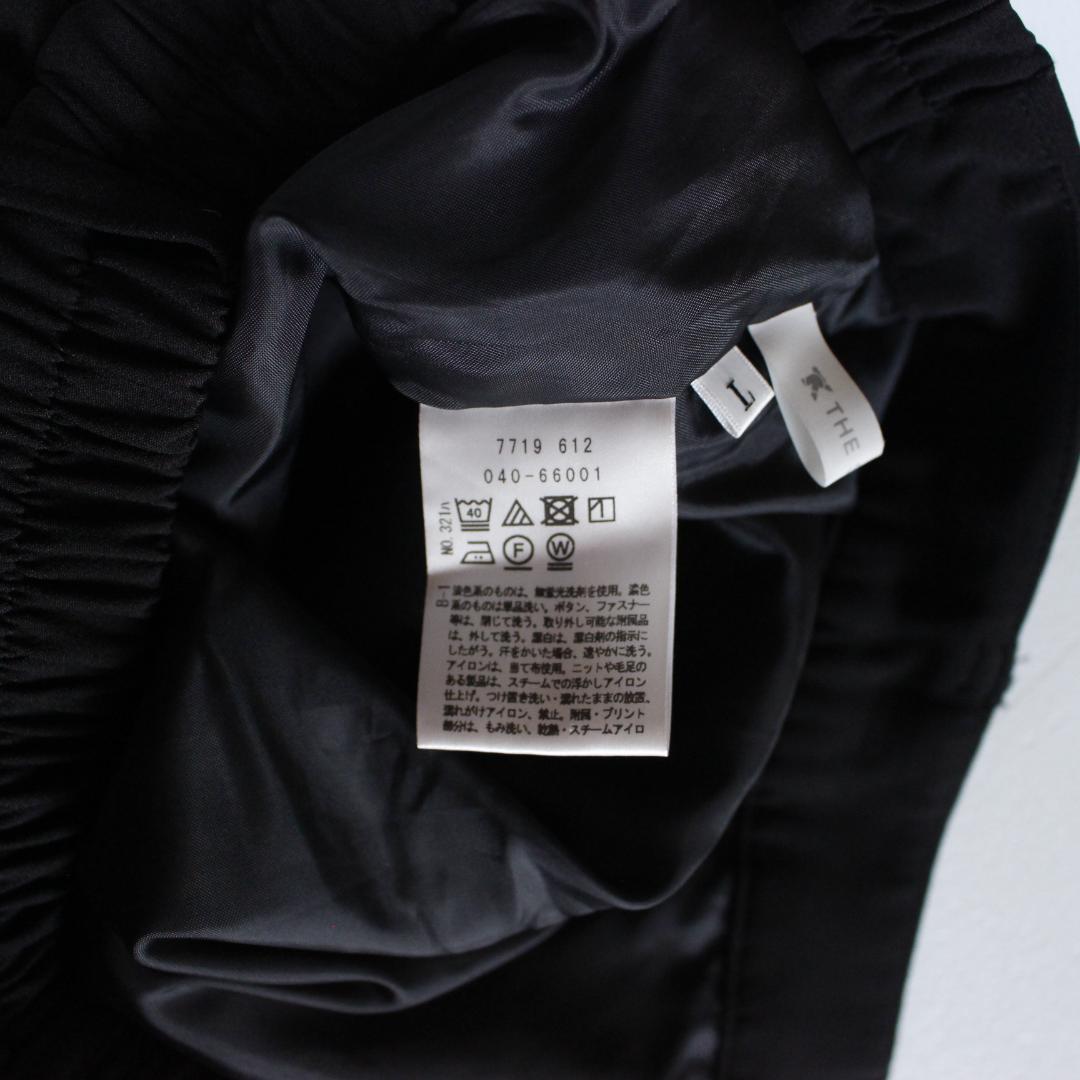 7719 612
040-66001
NO.321ハ
40
F
W
B-1
淡色系のものは、無蛍光洗剤を使用。濃色
系のものは単品洗い。ボタン、ファスナー
等は、閉じて洗う。取り外し可能な附属品
は、外して洗う。漂白は、漂白剤の指示に
したがう。汗をかいた場合、速やかに洗う。
アイロンは、当て布使用。ニットや毛足の
ある製品は、スチームでの浮かしアイロン
仕上げ。つけ置き洗い・濡れたままの放置、
濡れがけアイロン、禁止。附属・プリント
部分は、もみ洗い、乾熱・スチームアイロ
L
THE